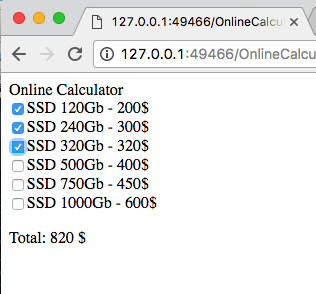 127.0.0.1:49466/OnlineCalcu
127.0.0.1:49466/OnlineCalcu
Online Calculator
SSD 120Gb - 200$
SSD 240Gb - 300$
SSD 320Gb - 320$
SSD 500Gb - 400$
SSD 750Gb - 450$
SSD 1000Gb - 600$
Total: 820 $